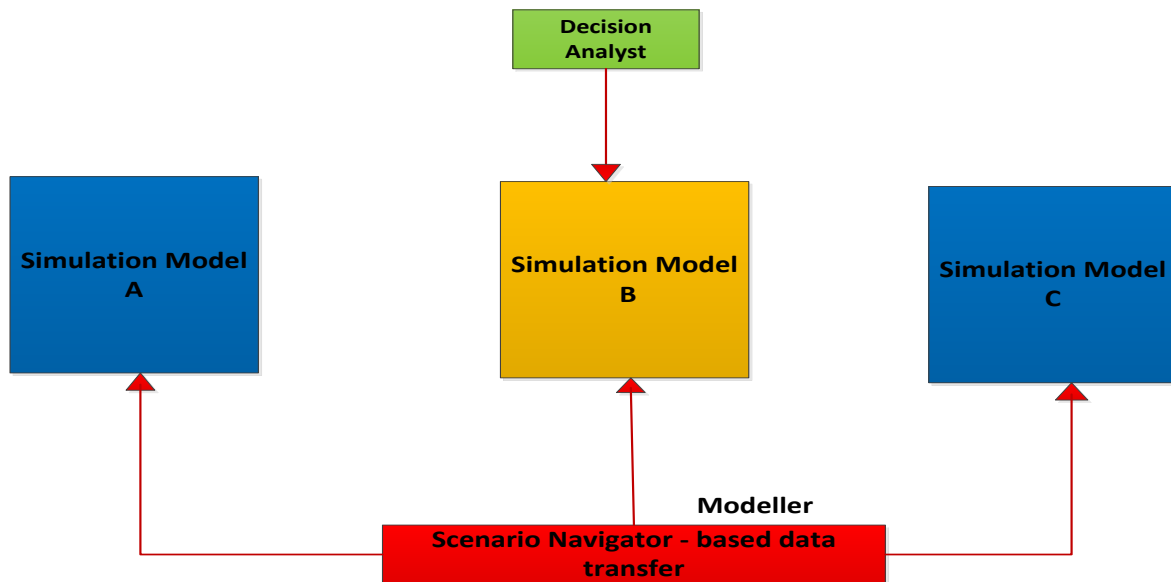 Decision
Analyst
Simulation Model
A
Simulation Model
B
Simulation Model
C
Modeller
Scenario Navigator - based data
transfer